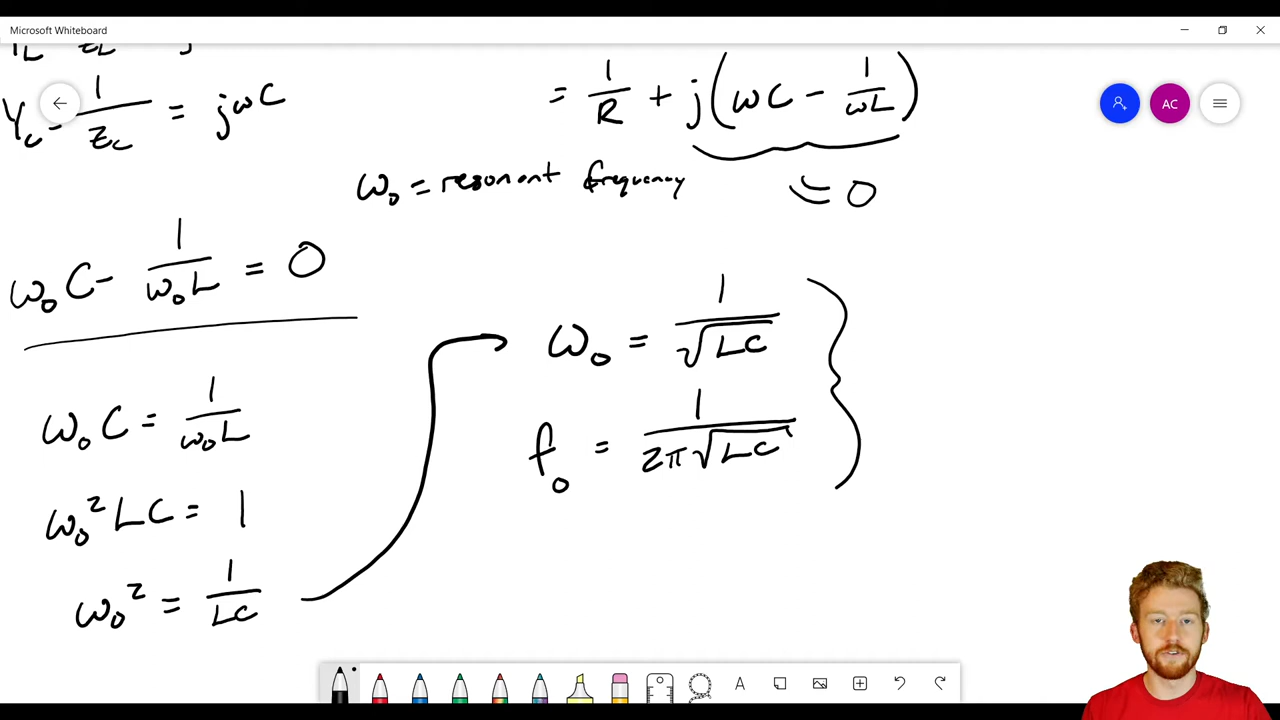 Microsoft Whiteboard
Y_C = 1/Z_C = jωC
= 1/R + j(ωC - 1/ωL)
= 0
ω₀ = resonant frequency
ω₀C - 1/ω₀L = 0
ω₀C = 1/ω₀L
ω₀²LC = 1
ω₀² = 1/LC
ω₀ = 1/√LC
f₀ = 1/2π√LC
AC
A